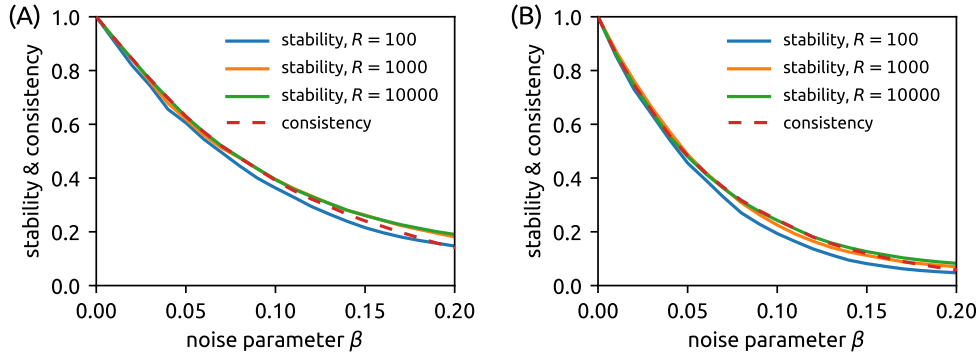 (A)
stability & consistency
1.0
0.8
0.6
0.4
0.2
0.0
0.00 0.05 0.10 0.15 0.20
noise parameter β
stability, R = 100
stability, R = 1000
stability, R = 10000
consistency
(B)
stability & consistency
1.0
0.8
0.6
0.4
0.2
0.0
0.00 0.05 0.10 0.15 0.20
noise parameter β
stability, R = 100
stability, R = 1000
stability, R = 10000
consistency